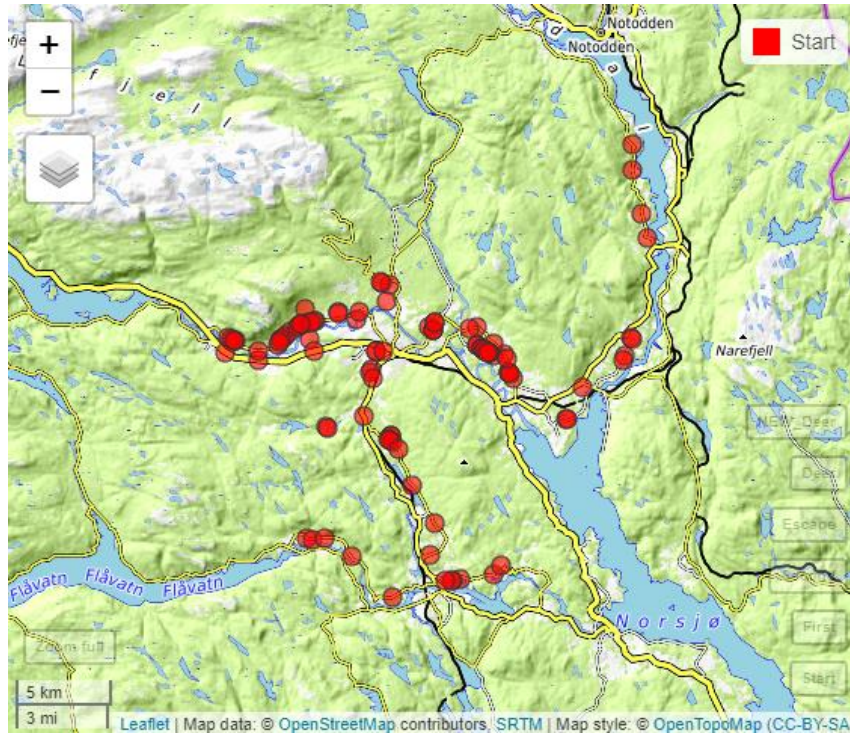 Notodden
Notodden
+
Start
−
f j e l l
d a l
Narefjell
NEW_Deer
Deer
Escape
Flåvatn Flåvatn Flåvatn
First
Norsjø
Zoom full
Start
5 km
3 mi
Leaflet | Map data: © OpenStreetMap contributors, SRTM | Map style: © OpenTopoMap (CC-BY-SA